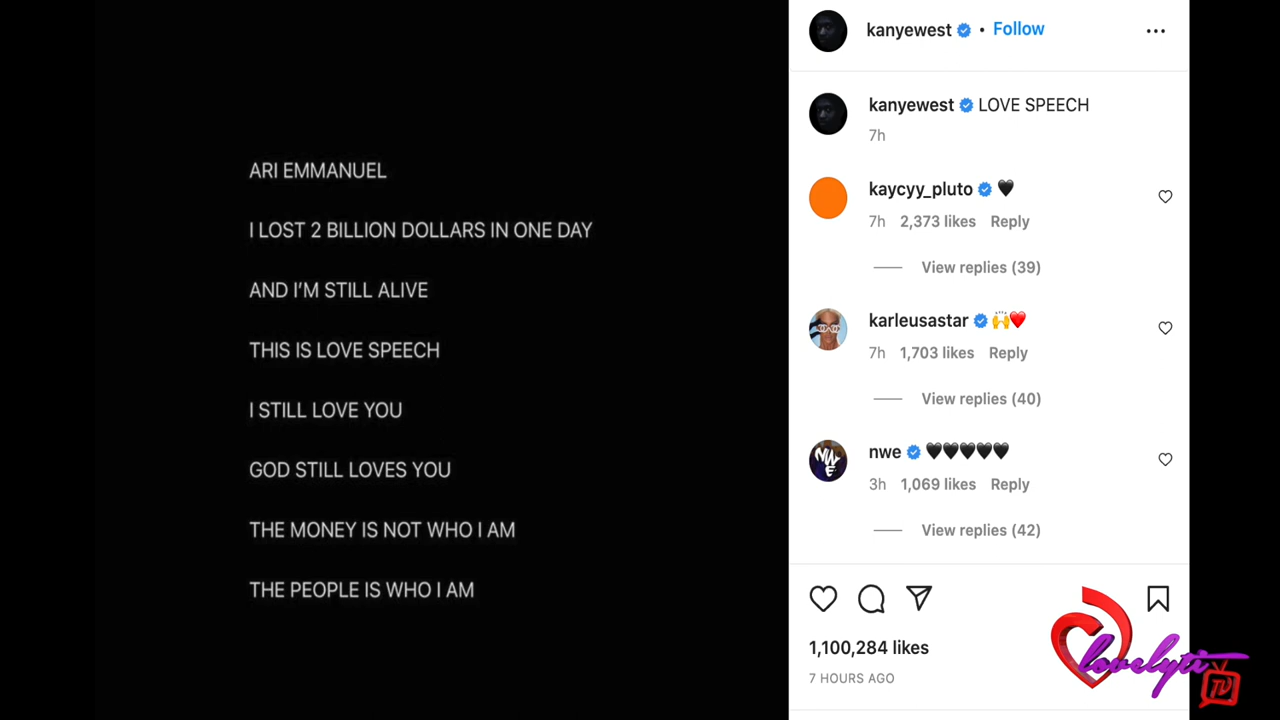 ARI EMMANUEL
I LOST 2 BILLION DOLLARS IN ONE DAY
AND I'M STILL ALIVE
THIS IS LOVE SPEECH
I STILL LOVE YOU
GOD STILL LOVES YOU
THE MONEY IS NOT WHO I AM
THE PEOPLE IS WHO I AM
kanyewest • Follow
kanyewest LOVE SPEECH
7h
kaycyy_pluto 🖤
7h 2,373 likes Reply
View replies (39)
karleusastar 🙌❤️
7h 1,703 likes Reply
View replies (40)
nwe 🖤🖤🖤🖤🖤
3h 1,069 likes Reply
View replies (42)
1,100,284 likes
7 HOURS AGO
lovelyti
TV
NWE